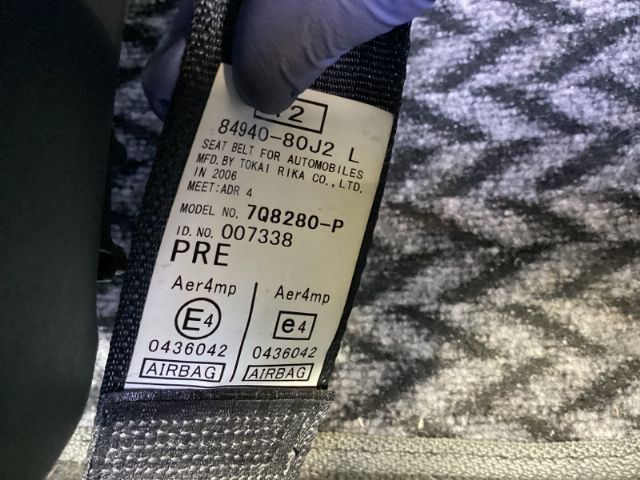 84940-80J2 L
SEAT BELT FOR AUTOMOBILES
MFD. BY TOKAI RIKA CO., LTD.
IN 2006
MEET:ADR 4
MODEL NO. 7Q8280-P
ID. NO. 007338
PRE
Aer4mp Aer4mp
E4 e4
0436042 0436042
AIRBAG AIRBAG